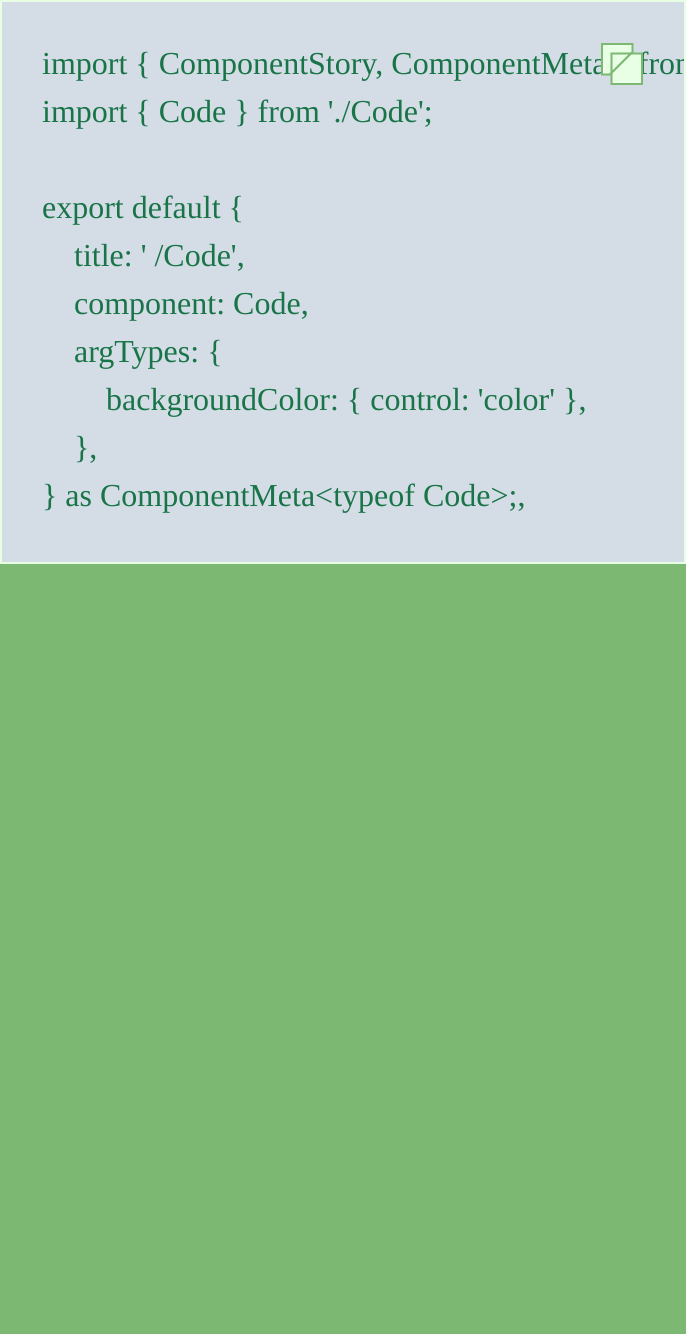 import { ComponentStory, ComponentMeta
import { Code } from './Code';
export default {
title: ' /Code',
component: Code,
argTypes: {
backgroundColor: { control: 'color' },
},
} as ComponentMeta<typeof Code>;,